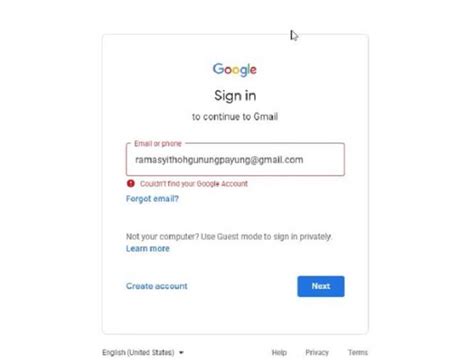 Google
Sign in
to continue to Gmail
Email or phone
ramasyithohgunungpayung@gmail.com
Couldn't find your Google Account
Forgot email?
Not your computer? Use Guest mode to sign in privately.
Learn more
Create account
Next
English (United States)
Help Privacy Terms